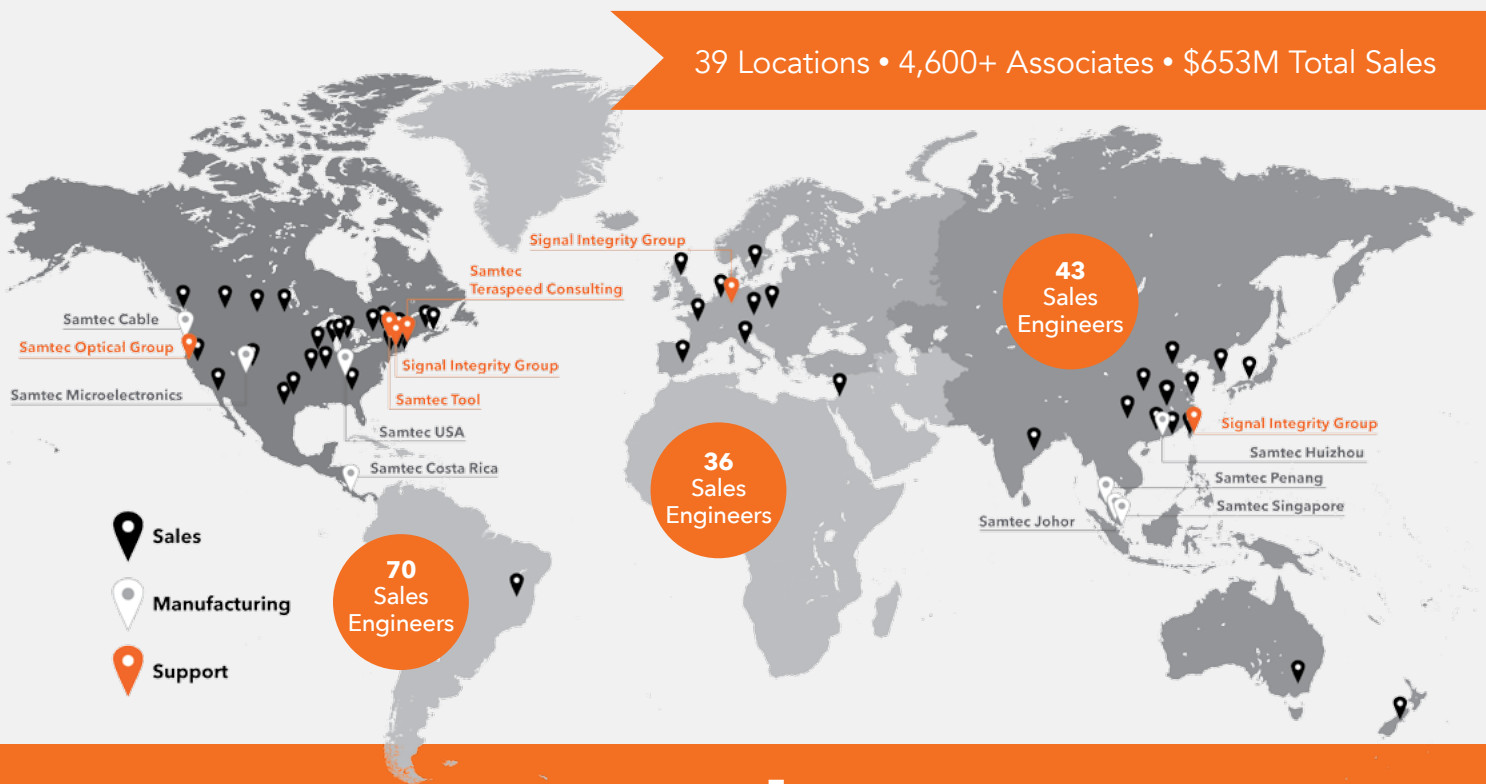 39 Locations • 4,600+ Associates • $653M Total Sales
Signal Integrity Group
Samtec
Teraspeed Consulting
43
Sales
Engineers
Samtec Cable
Samtec Optical Group
Signal Integrity Group
Samtec Microelectronics
Samtec Tool
Samtec USA
Signal Integrity Group
Samtec Huizhou
Samtec Costa Rica
Samtec Penang
Samtec Singapore
Samtec Johor
36
Sales
Engineers
Sales
70
Sales
Engineers
Manufacturing
Support